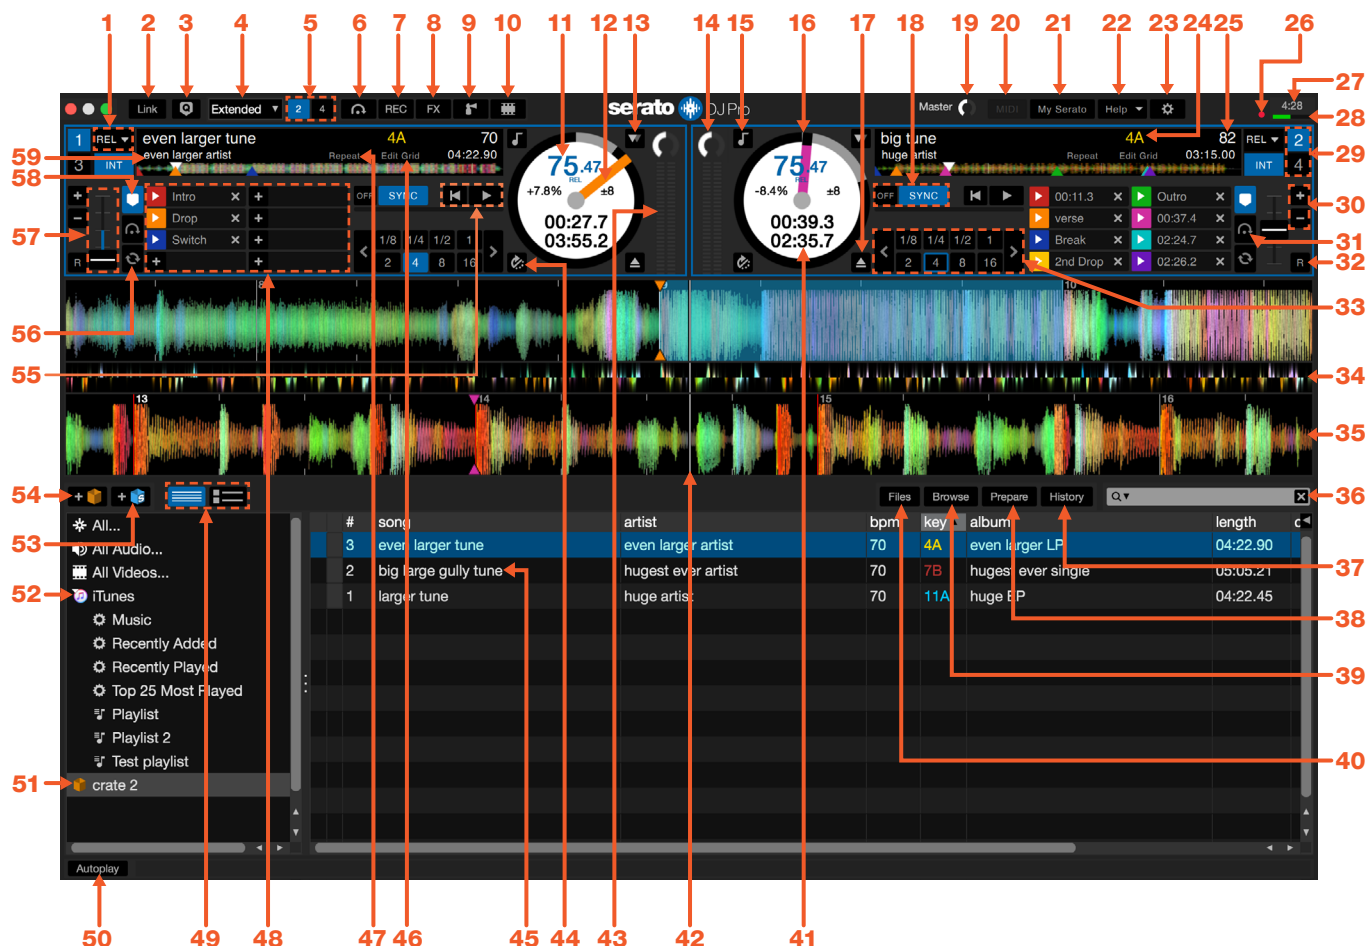 1 2 3 4 5 6 7 8 9 10 11 12 13 14 15 16 17 18 19 20 21 22 23 24 25 26
27
Link Extended 2 4 REC FX serato DJ Pro Master MIDI My Serato Help 4:28
28
1 REL even larger tune 4A 70
3 INT even larger artist Repeat Edit Grid 04:22.90
big tune 4A 82 REL 2
huge artist Repeat Edit Grid 03:15.00 INT 4
59
58
29
75.47
REL
+7.8% ±8
00:27.7
03:55.2
75.47
REL
-8.4% ±8
00:39.3
02:35.7
+ Intro × + OFF SYNC
- Drop × +
Switch × +
R + +
1/8 1/4 1/2 1
2 4 8 16
OFF SYNC
1/8 1/4 1/2 1
2 4 8 16
00:11.3 × Outro × +
verse × 00:37.4 × -
Break × 02:24.7 ×
2nd Drop × 02:26.2 × R
57
30
31
32
8 9 10
56
33
55
34
13 14 15 16
35
54
+ + S Files Browse Prepare History Q ×
36
53
All...
All Audio...
All Videos...
iTunes
Music
Recently Added
Recently Played
Top 25 Most Played
Playlist
Playlist 2
Test playlist
crate 2
# song artist bpm key album length
3 even larger tune even larger artist 70 4A even larger LP 04:22.90
2 big large gully tune hugest ever artist 70 7B hugest ever single 05:05.21
1 larger tune huge artist 70 11A huge EP 04:22.45
37
52
38
39
40
51
Autoplay
50 49 48 47 46 45 44 43 42 41